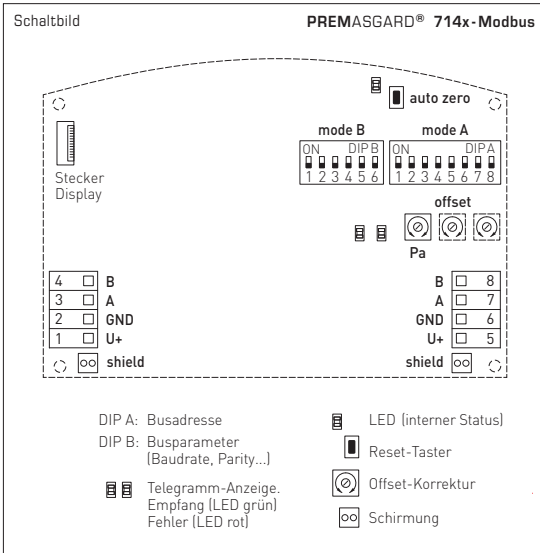 Schaltbild PREMASGARD® 714x-Modbus
auto zero
mode B mode A
ON DIP B ON DIP A
1 2 3 4 5 6 1 2 3 4 5 6 7 8
Stecker
Display
offset
Pa
4 B B 8
3 A A 7
2 GND GND 6
1 U+ U+ 5
shield shield
DIP A: Busadresse
DIP B: Busparameter
(Baudrate, Parity...)
Telegramm-Anzeige.
Empfang (LED grün)
Fehler (LED rot)
LED (interner Status)
Reset-Taster
Offset-Korrektur
Schirmung